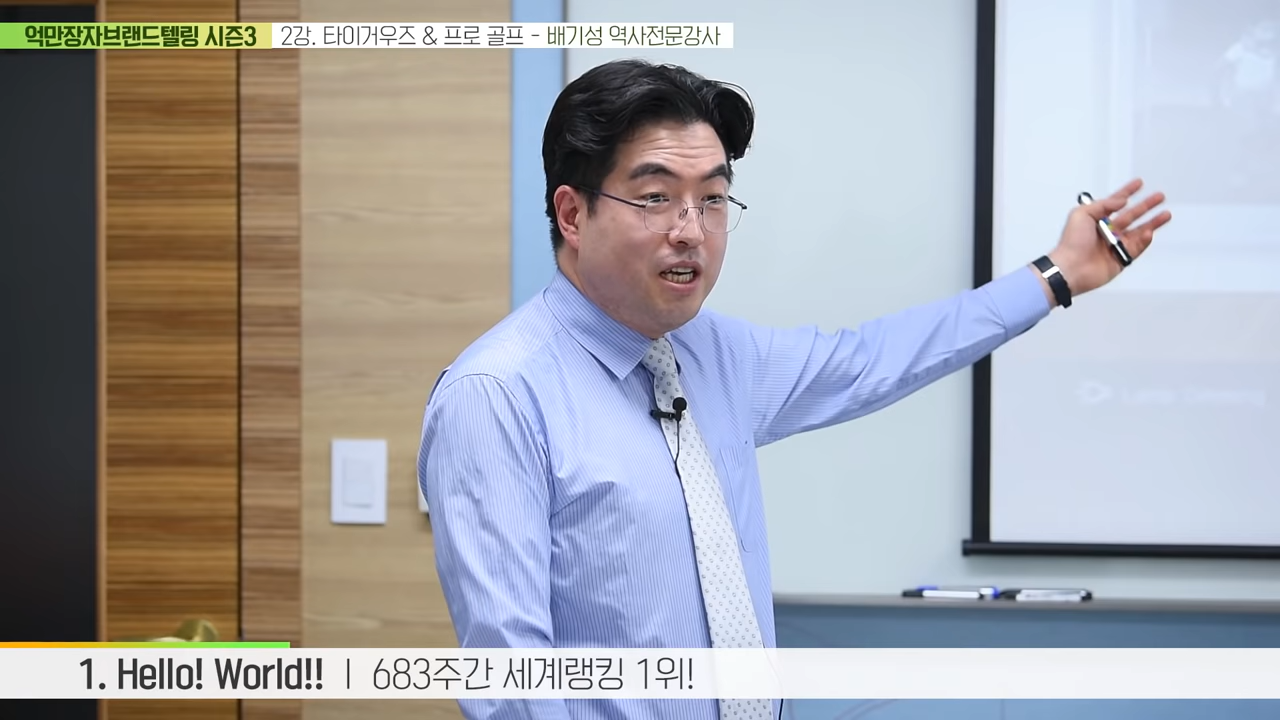 억만장자브랜드텔링 시즌3 2강. 타이거우즈 & 프로 골프 - 배기성 역사전문강사
1. Hello! World!! | 683주간 세계랭킹 1위!